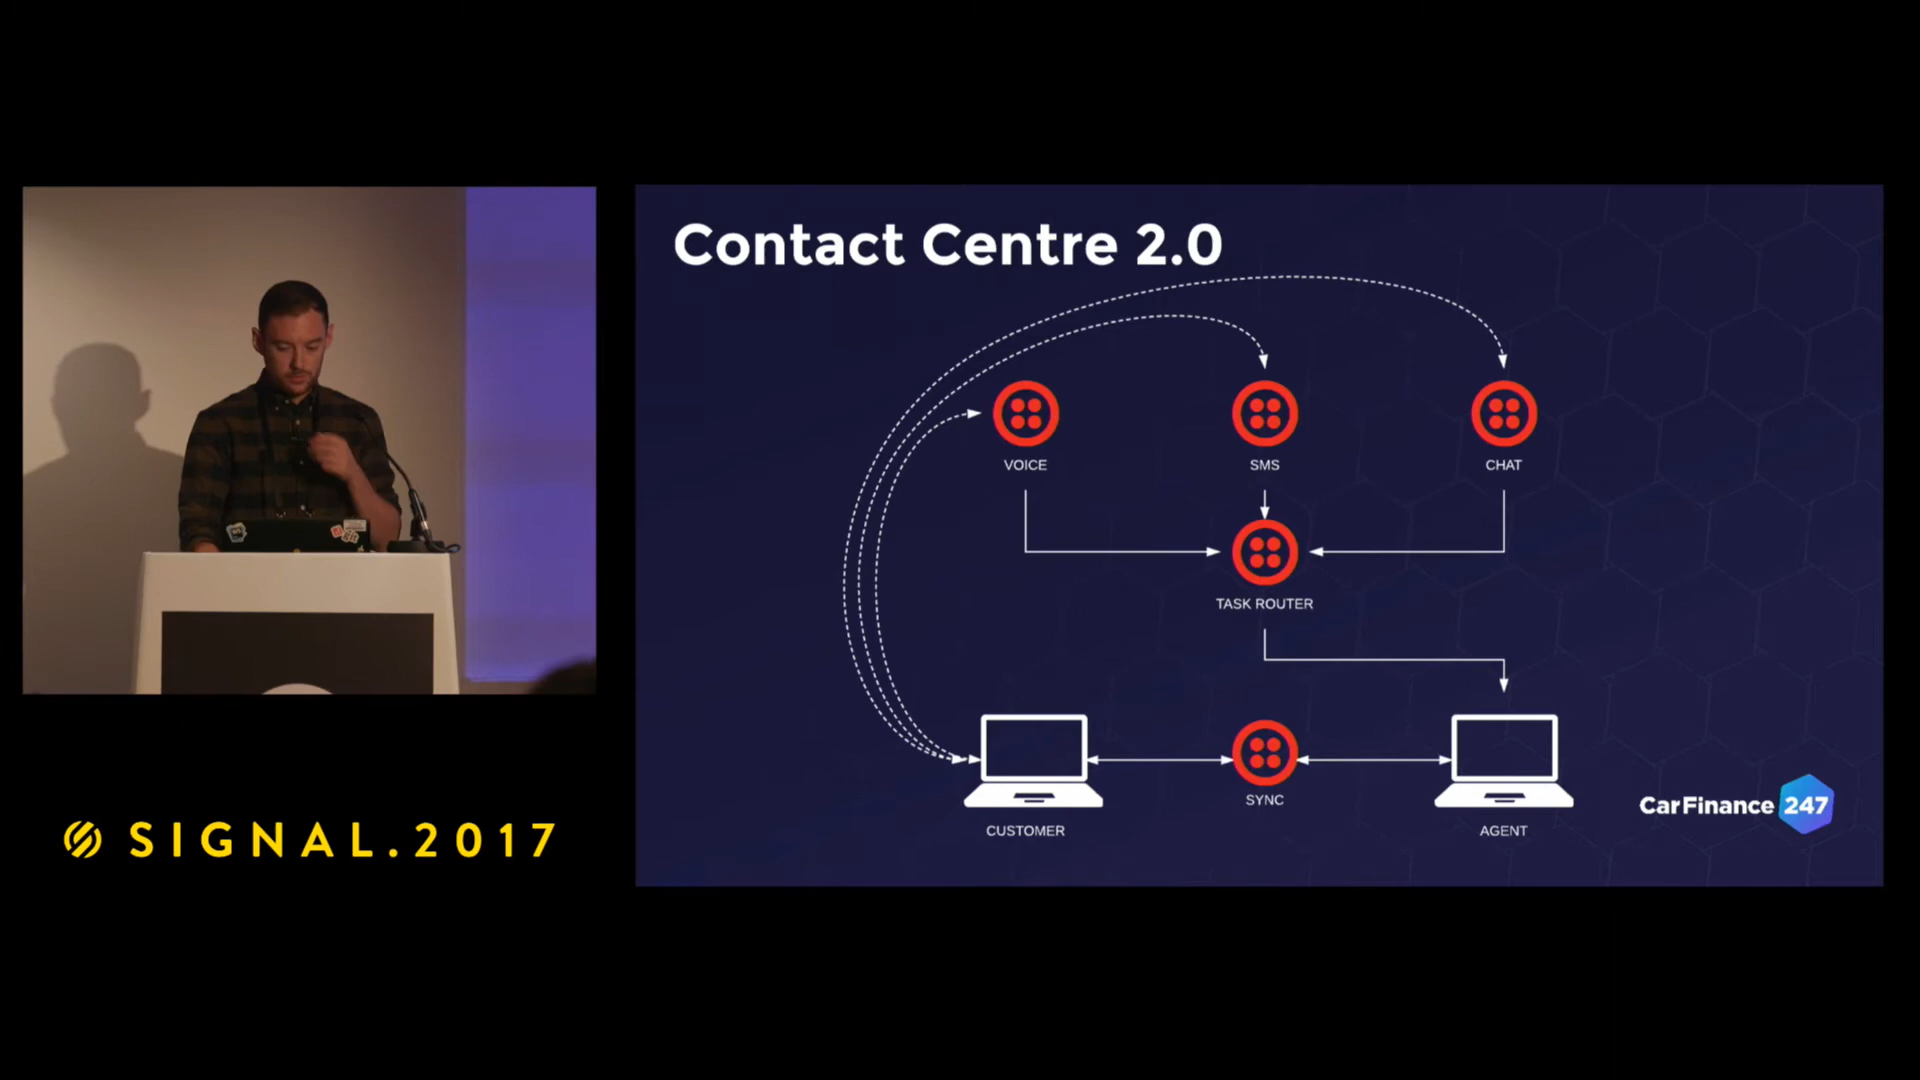 Contact Centre 2.0
VOICE
SMS
CHAT
TASK ROUTER
SYNC
CUSTOMER
AGENT
CarFinance 247
SIGNAL.2017